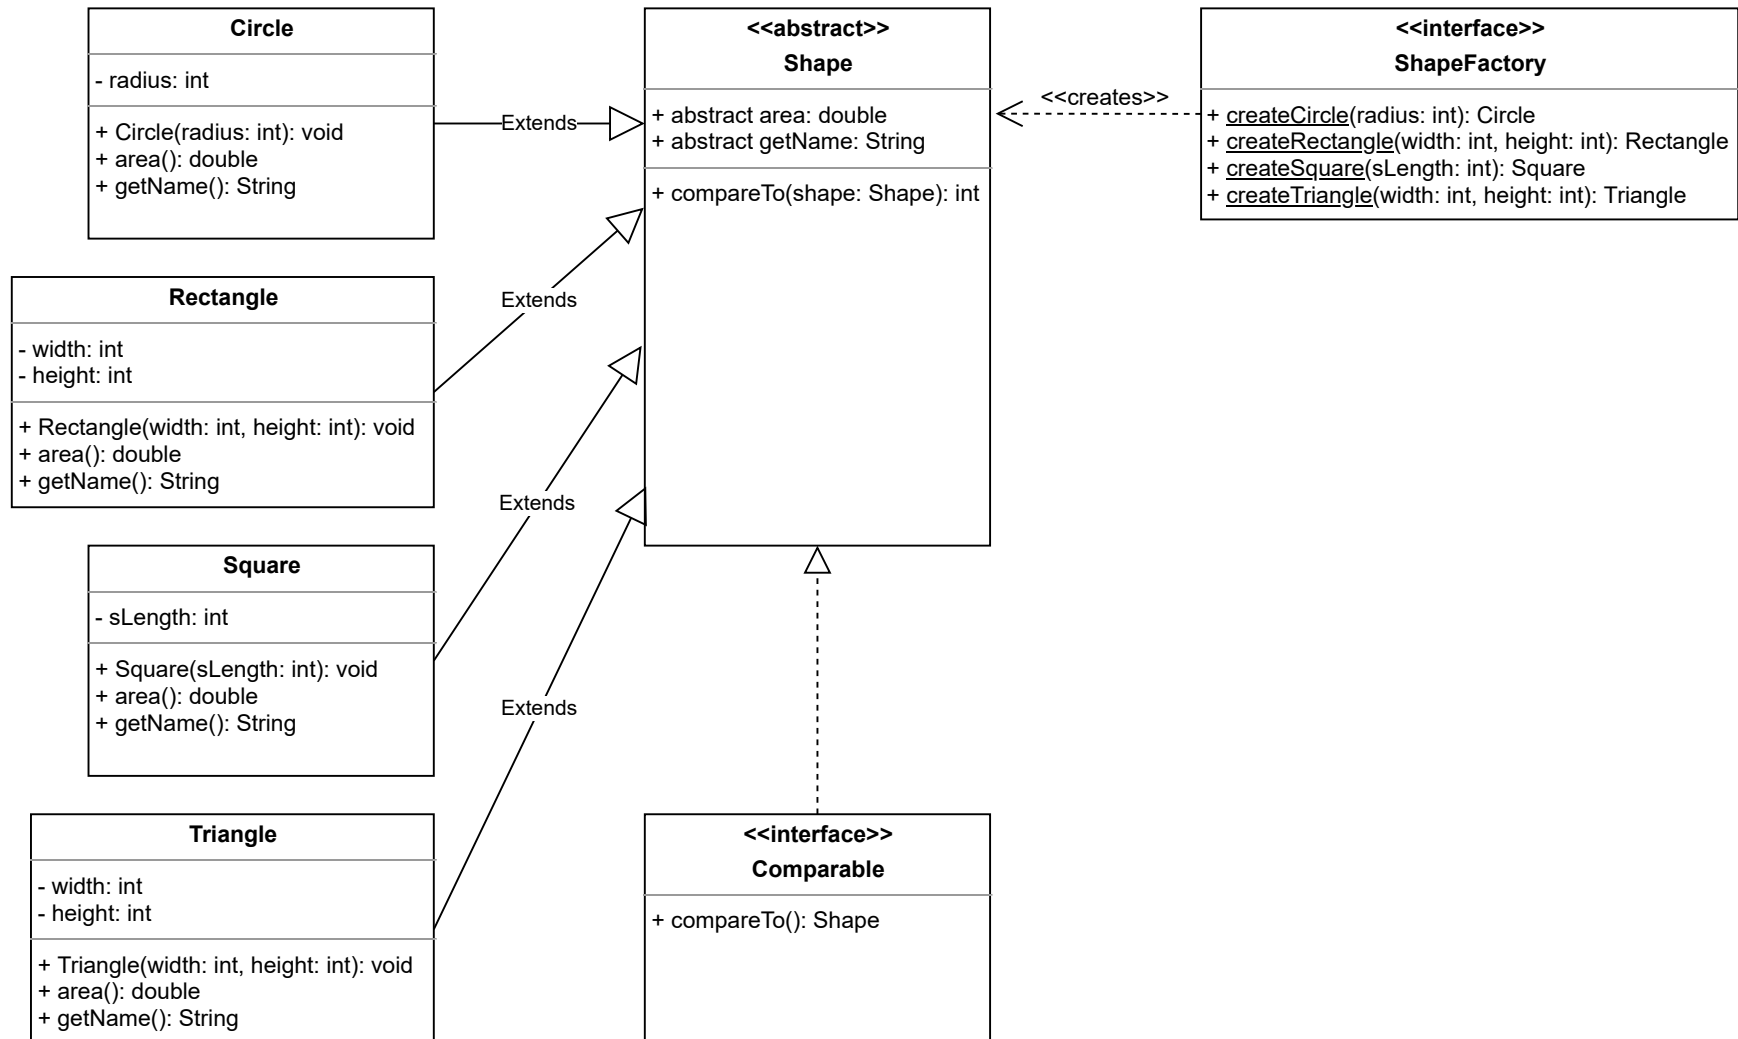 Circle
- radius: int
+ Circle(radius: int): void
+ area(): double
+ getName(): String
Extends
<<abstract>>
Shape
+ abstract area: double
+ abstract getName: String
+ compareTo(shape: Shape): int
<<creates>>
<<interface>>
ShapeFactory
+ createCircle(radius: int): Circle
+ createRectangle(width: int, height: int): Rectangle
+ createSquare(sLength: int): Square
+ createTriangle(width: int, height: int): Triangle
Rectangle
- width: int
- height: int
+ Rectangle(width: int, height: int): void
+ area(): double
+ getName(): String
Extends
Square
- sLength: int
+ Square(sLength: int): void
+ area(): double
+ getName(): String
Extends
Triangle
- width: int
- height: int
+ Triangle(width: int, height: int): void
+ area(): double
+ getName(): String
Extends
<<interface>>
Comparable
+ compareTo(): Shape